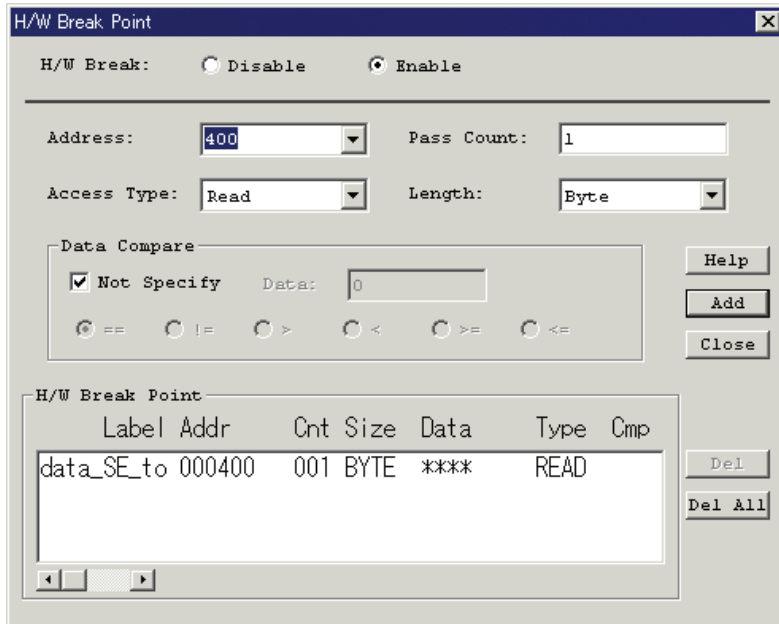 H/W Break Point
H/W Break: Disable Enable
Address: 400 Pass Count: 1
Access Type: Read Length: Byte
Data Compare
Not Specify Data: 0
== != > < >= <=
Help
Add
Close
H/W Break Point
Label Addr Cnt Size Data Type Cmp
data_SE_to 000400 001 BYTE **** READ
Del
Del All